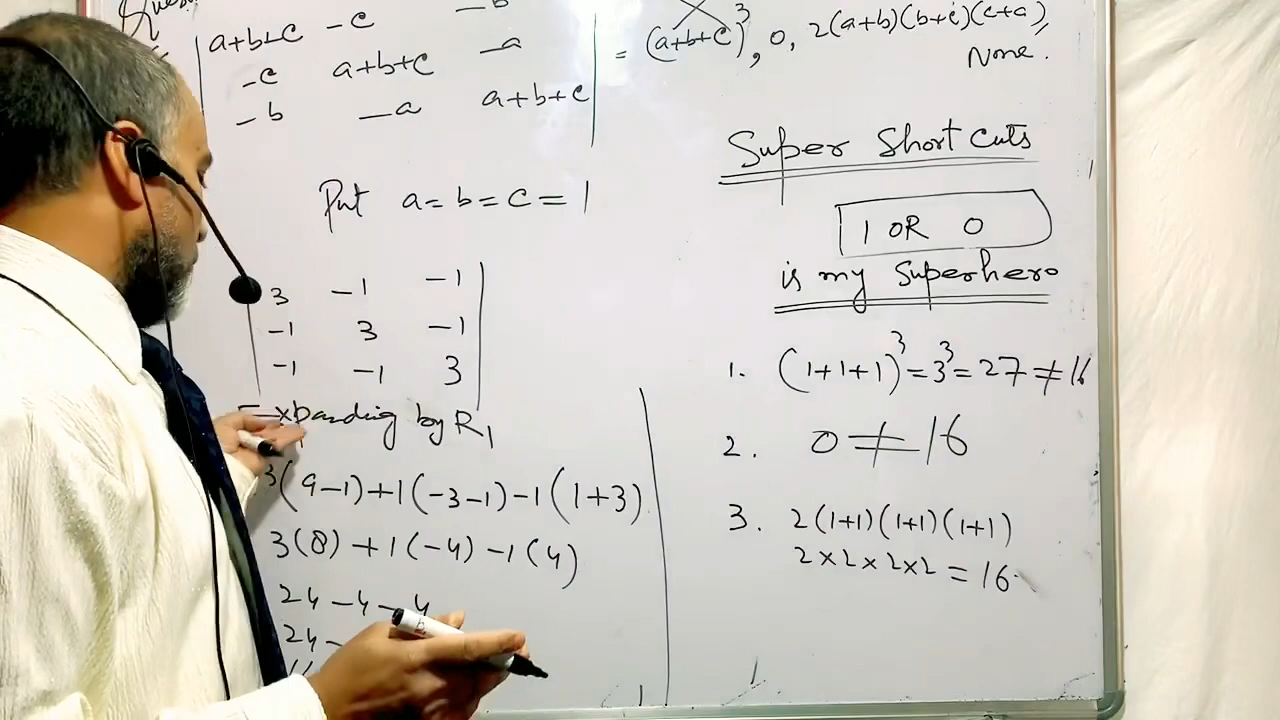 a+b+c -c -b
-c a+b+c -a
-b -a a+b+c
= (a+b+c)³, 0, 2(a+b)(b+c)(c+a),
None.
Put a=b=c=1
3 -1 -1
-1 3 -1
-1 -1 3
Expanding by R1
3(9-1)+1(-3-1)-1(1+3)
3(8)+1(-4)-1(4)
24-4-4
24-
Super Short Cuts
1 OR 0
is my Superhero
1. (1+1+1)³=3³=27≠16
2. 0≠16
3. 2(1+1)(1+1)(1+1)
2×2×2×2=16